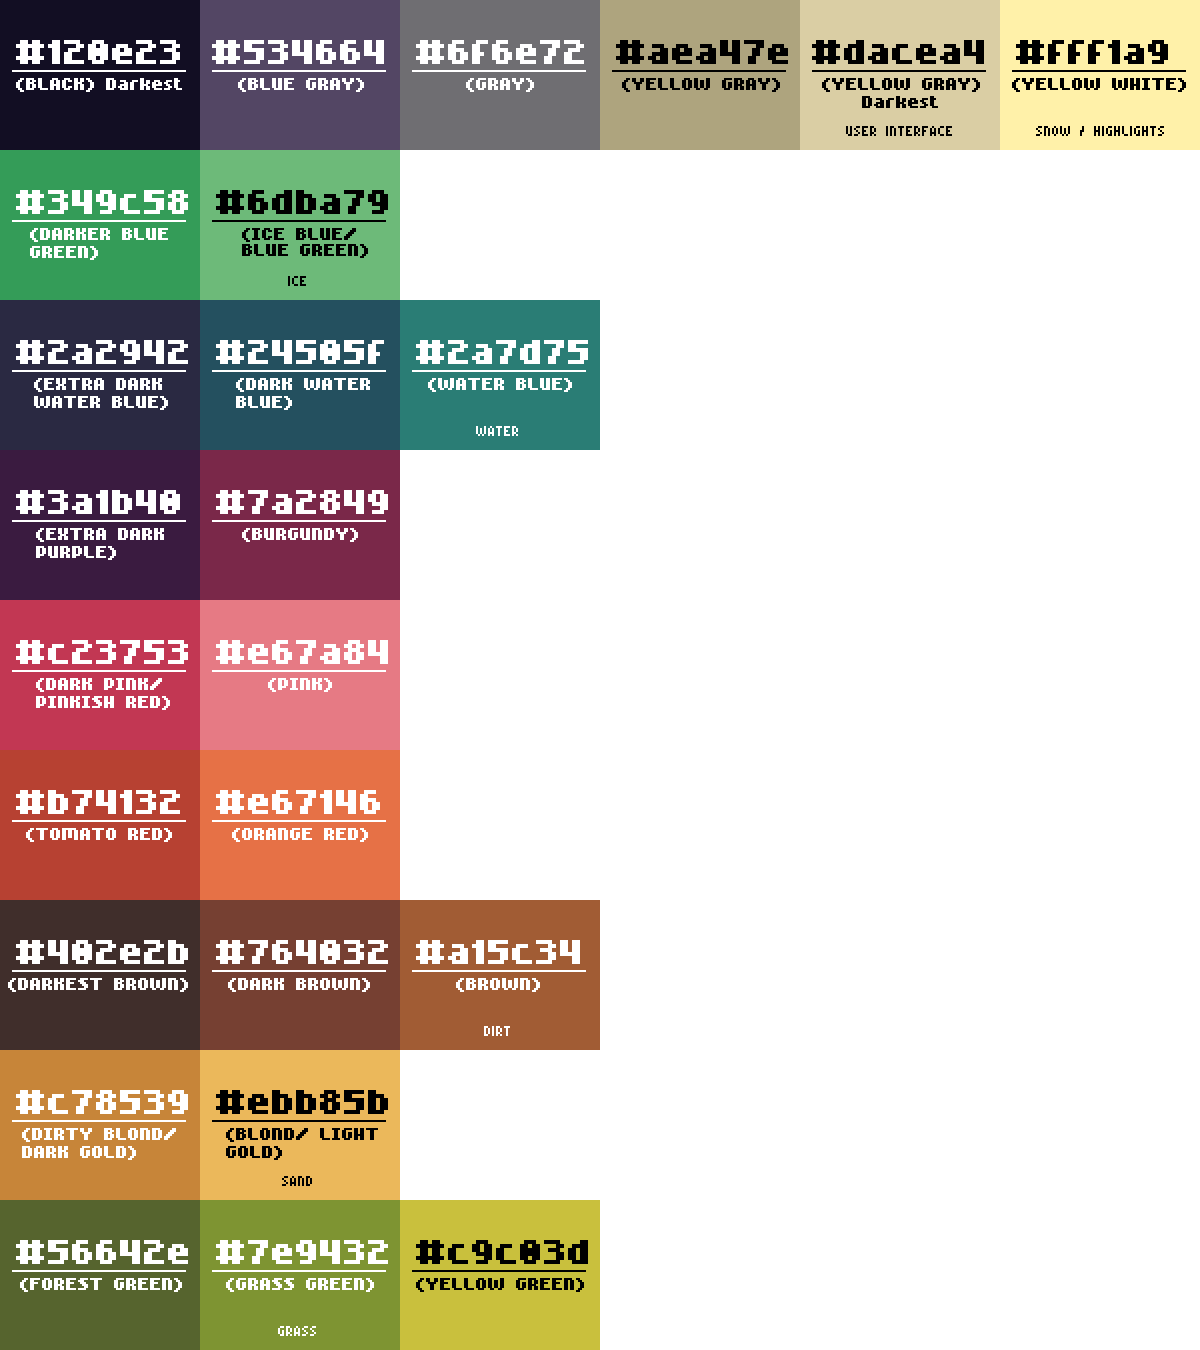 #120e23
(BLACK) Darkest
#534664
(BLUE GRAY)
#6f6e72
(GRAY)
#aea47e
(YELLOW GRAY)
#dacea4
(YELLOW GRAY)
Darkest
USER INTERFACE
#fff1a9
(YELLOW WHITE)
SNOW / HIGHLIGHTS
#349c58
(DARKER BLUE
GREEN)
#6dba79
(ICE BLUE/
BLUE GREEN)
ICE
#2a2942
(EXTRA DARK
WATER BLUE)
#24505f
(DARK WATER
BLUE)
#2a7d75
(WATER BLUE)
WATER
#3a1b40
(EXTRA DARK
PURPLE)
#7a2849
(BURGUNDY)
#c23753
(DARK PINK/
PINKISH RED)
#e67a84
(PINK)
#b74132
(TOMATO RED)
#e67146
(ORANGE RED)
#402e2b
(DARKEST BROWN)
#764032
(DARK BROWN)
#a15c34
(BROWN)
DIRT
#c78539
(DIRTY BLOND/
DARK GOLD)
#ebb85b
(BLOND/ LIGHT
GOLD)
SAND
#56642e
(FOREST GREEN)
#7e9432
(GRASS GREEN)
GRASS
#c9c03d
(YELLOW GREEN)